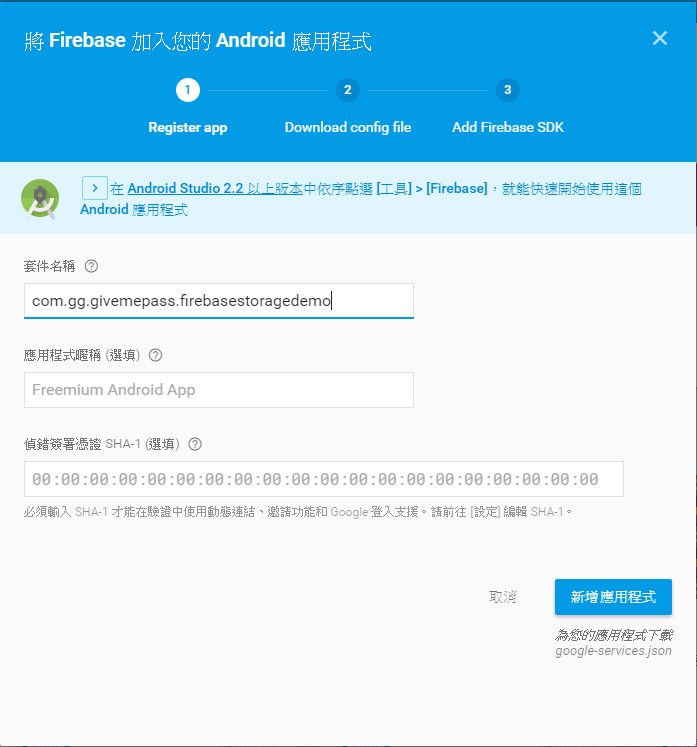 將 Firebase 加入您的 Android 應用程式
1 2 3
Register app Download config file Add Firebase SDK
在 Android Studio 2.2 以上版本中依序點選 [工具] > [Firebase]，就能快速開始使用這個
Android 應用程式
套件名稱
com.gg.givemepass.firebasestoragedemo
應用程式暱稱 (選填)
Freemium Android App
偵錯簽署憑證 SHA-1 (選填)
00:00:00:00:00:00:00:00:00:00:00:00:00:00:00:00:00:00:00:00
必須輸入 SHA-1 才能在驗證中使用動態連結、邀請功能和 Google 登入支援。請前往 [設定] 編輯 SHA-1。
取消 新增應用程式
為您的應用程式下載
google-services.json